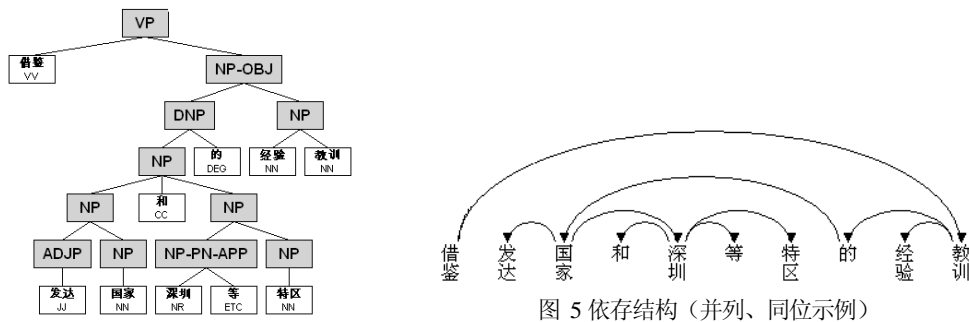 VP
借鉴
VV
NP-OBJ
DNP
NP
NP
的
DEG
经验
NN
教训
NN
NP
和
CC
NP
ADJP
NP
NP-PN-APP
NP
发达
JJ
国家
NN
深圳
NR
等
ETC
特区
NN
借鉴 发达 国家 和 深圳 等 特区 的 经验 教训
图 5 依存结构（并列、同位示例）